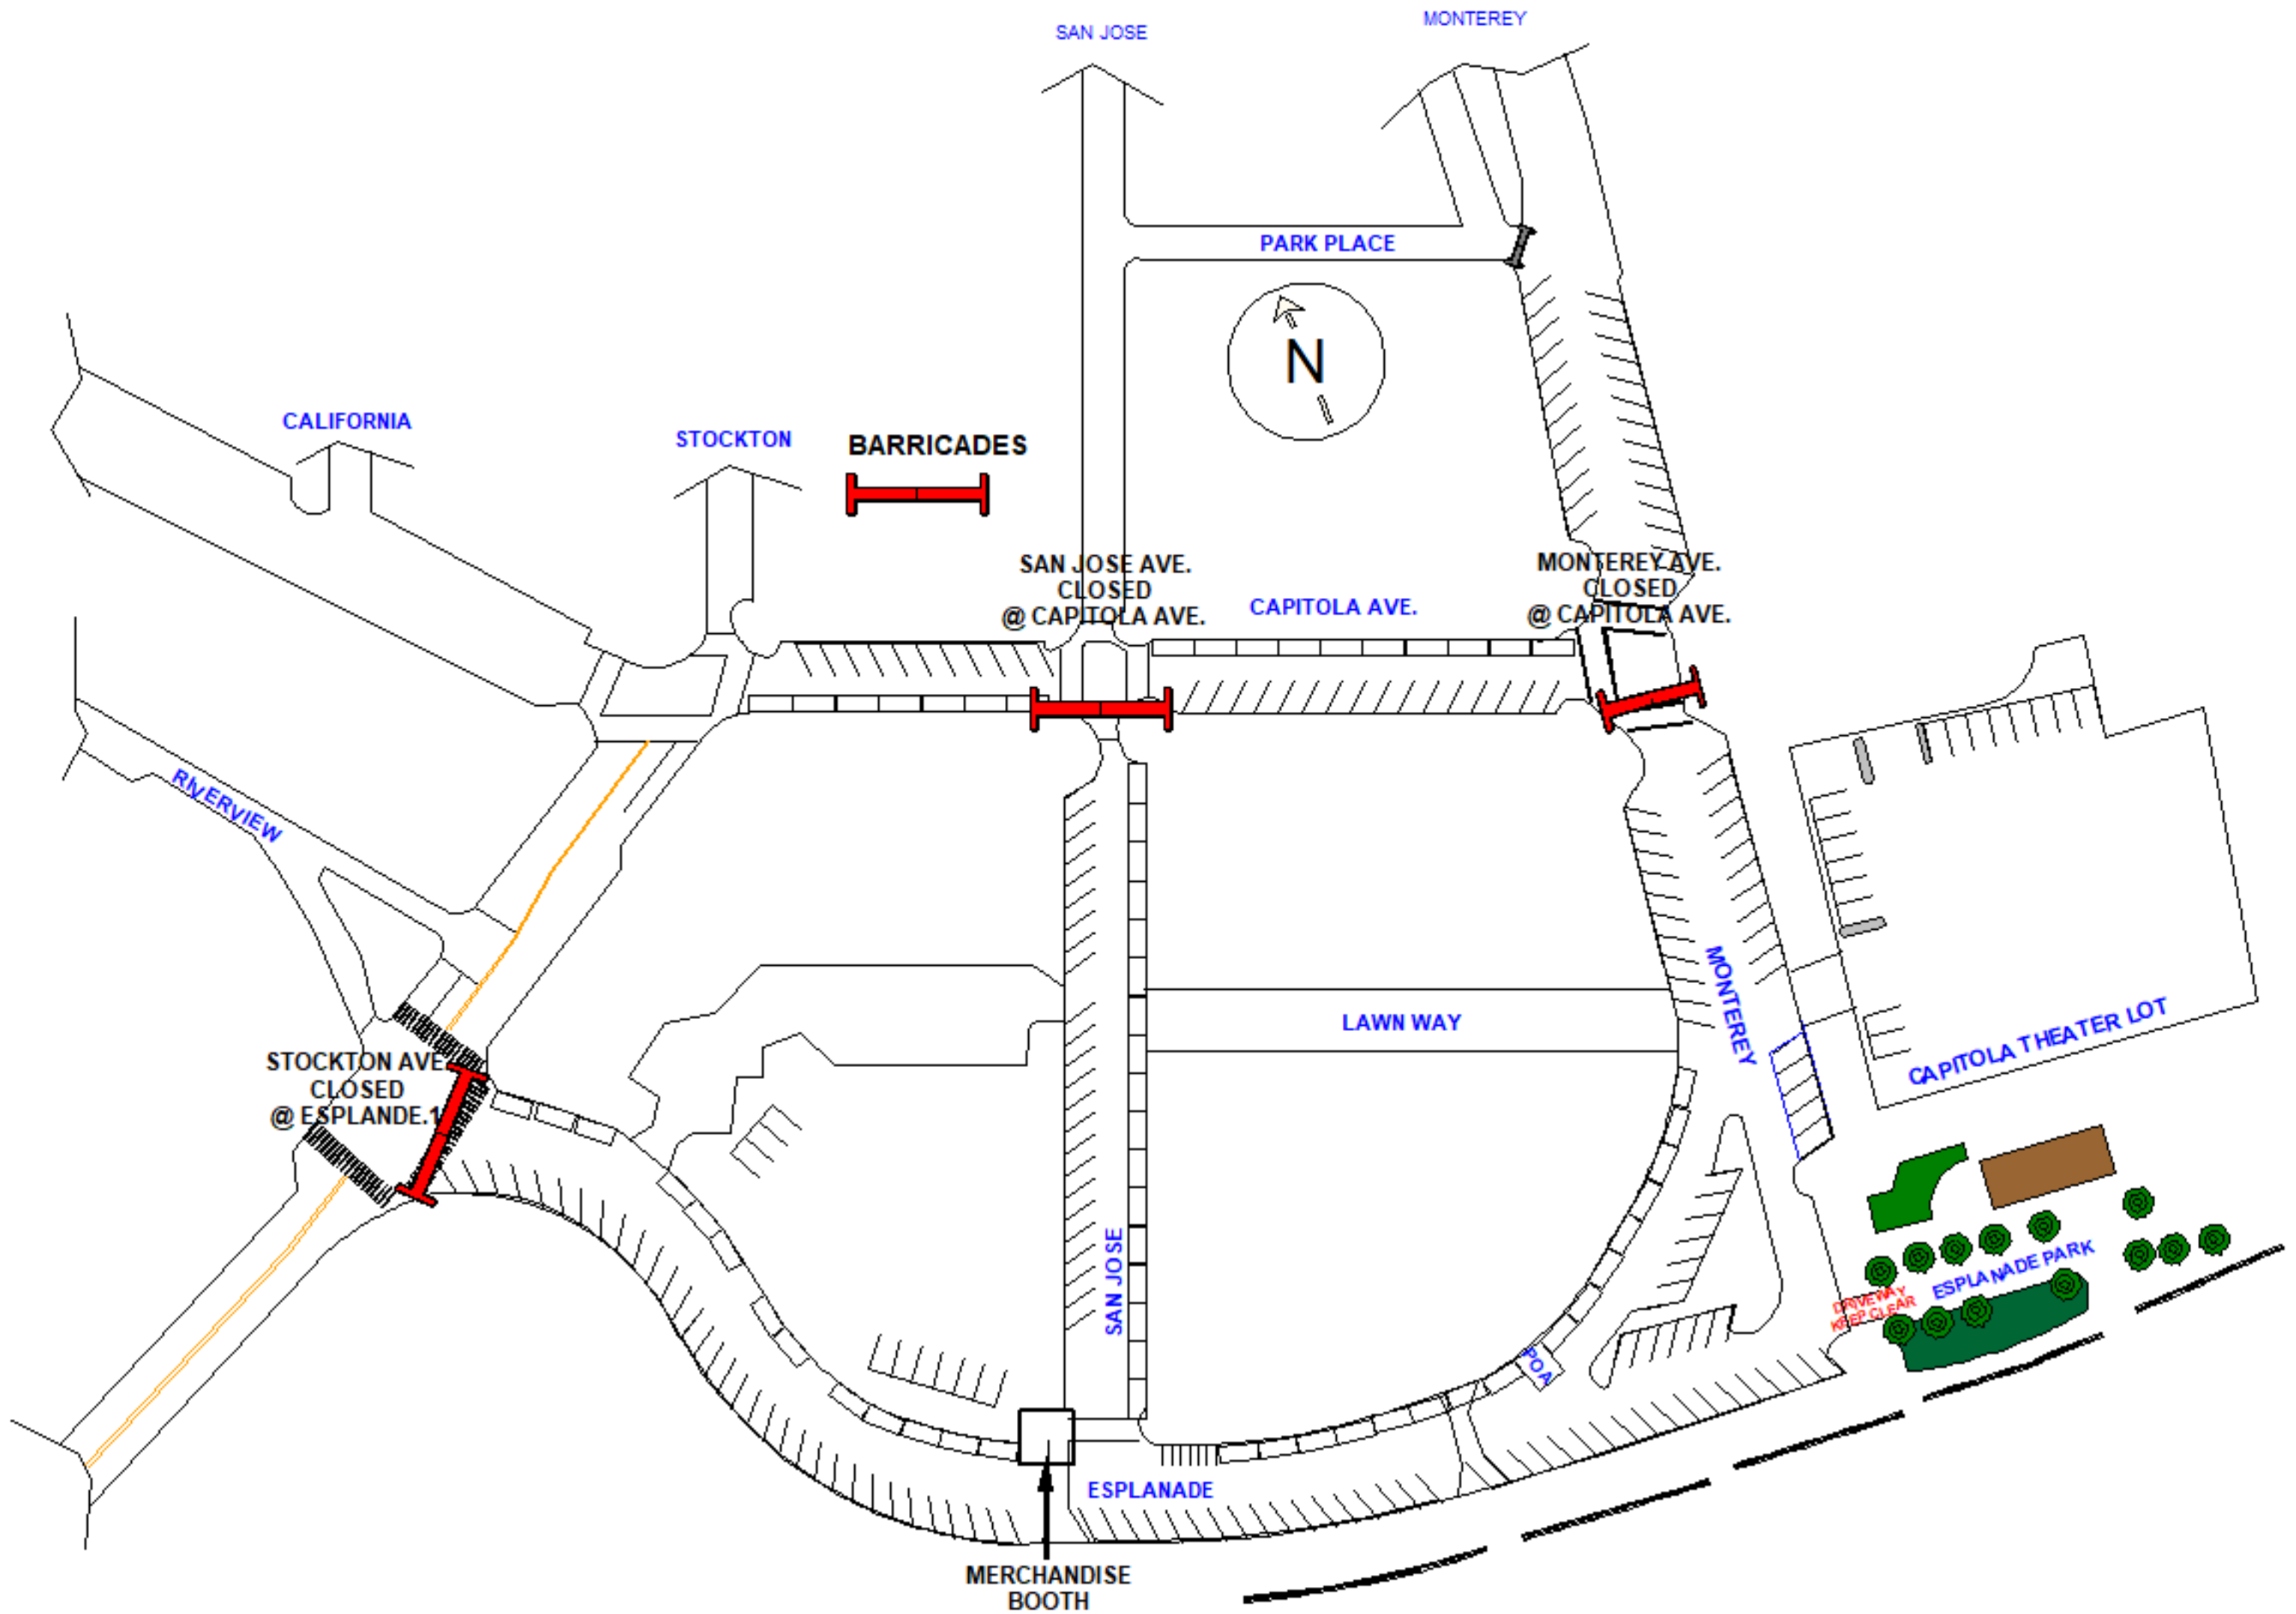 SAN JOSE
MONTEREY
PARK PLACE
N
CALIFORNIA
STOCKTON
BARRICADES
SAN JOSE AVE.
CLOSED
@ CAPITOLA AVE.
CAPITOLA AVE.
MONTEREY AVE.
CLOSED
@ CAPITOLA AVE.
RIVERVIEW
MONTEREY
LAWN WAY
CAPITOLA THEATER LOT
STOCKTON AVE.
CLOSED
@ ESPLANDE.1
SAN JOSE
ESPLANADE PARK
DRIVEWAY
KEEP CLEAR
POA
ESPLANADE
MERCHANDISE
BOOTH